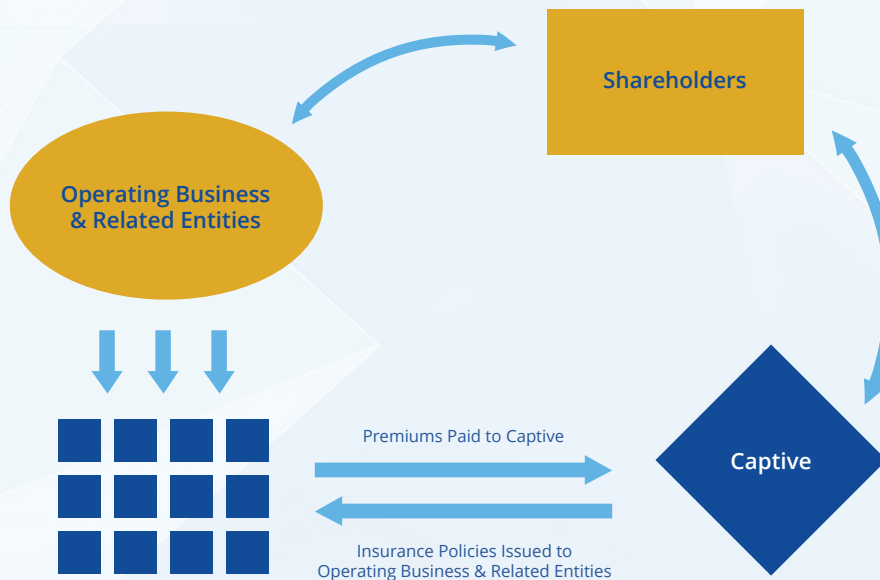 Shareholders
Operating Business
& Related Entities
Premiums Paid to Captive
Captive
Insurance Policies Issued to
Operating Business & Related Entities